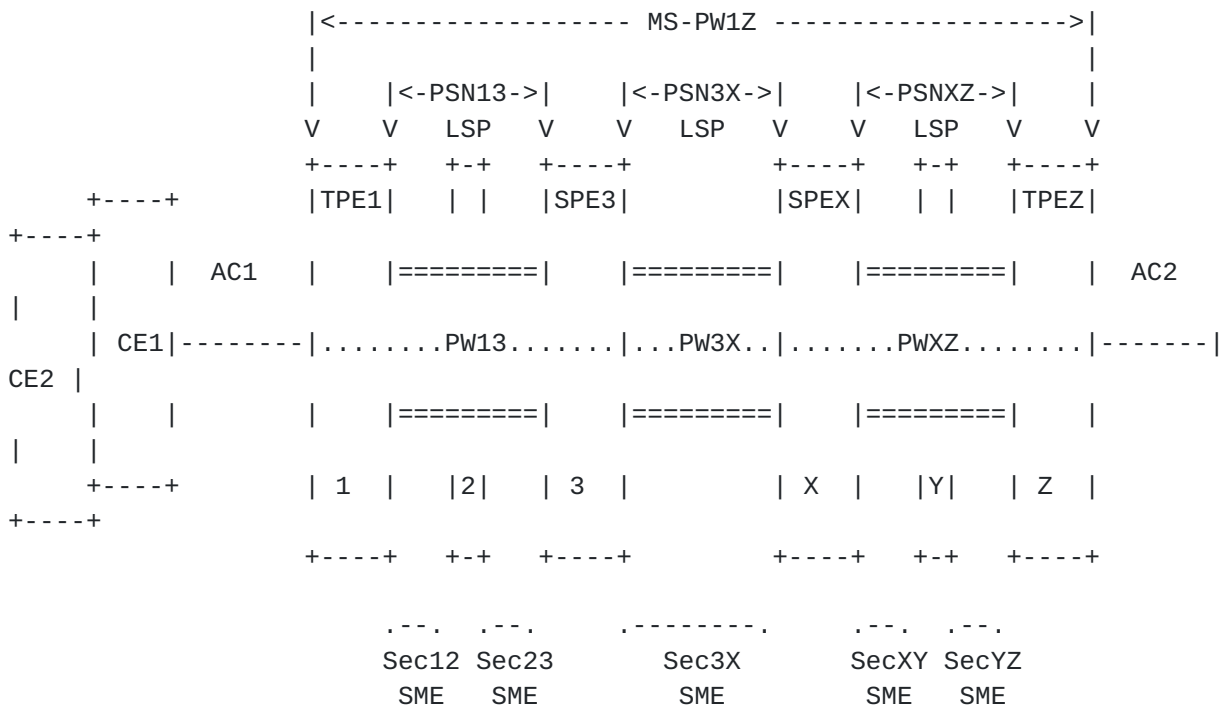 |<------------------- MS-PW1Z ------------------->|
|                                                 |
|    |<-PSN13->|    |<-PSN3X->|    |<-PSNXZ->|    |
V    V   LSP   V    V   LSP   V    V   LSP   V    V
+----+   +-+   +----+         +----+   +-+   +----+
+----+        |TPE1|   | |   |SPE3|         |SPEX|   | |   |TPEZ|
+----+
|    |  AC1   |    |=========|    |=========|    |=========|    |  AC2
|    |
| CE1|--------|........PW13.......|...PW3X..|.......PWXZ........|-------|
CE2 |
|    |        |    |=========|    |=========|    |=========|    |
|    |
+----+        | 1  |   |2|   | 3  |         | X  |   |Y|   | Z  |
+----+
+----+   +-+   +----+         +----+   +-+   +----+
.--.  .--.     .--------.     .--.  .--.
Sec12 Sec23       Sec3X       SecXY SecYZ
SME   SME         SME         SME   SME